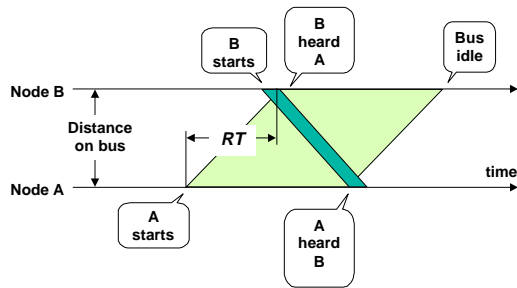 B
starts
B
heard
A
Bus
idle
Node B
Distance
on bus
RT
time
Node A
A
starts
A
heard
B